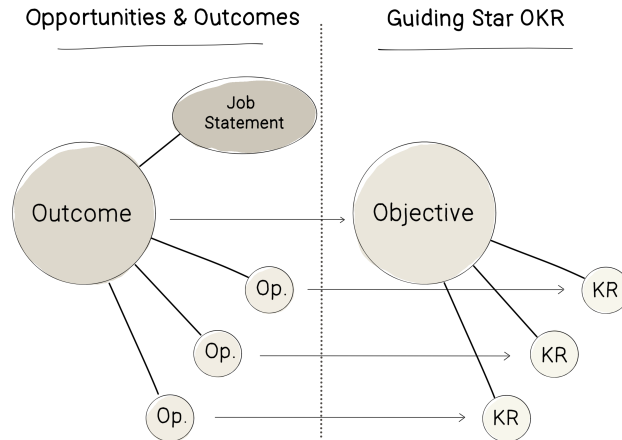 Opportunities & Outcomes
Guiding Star OKR
Job
Statement
Outcome
Objective
Op.
KR
Op.
KR
Op.
KR